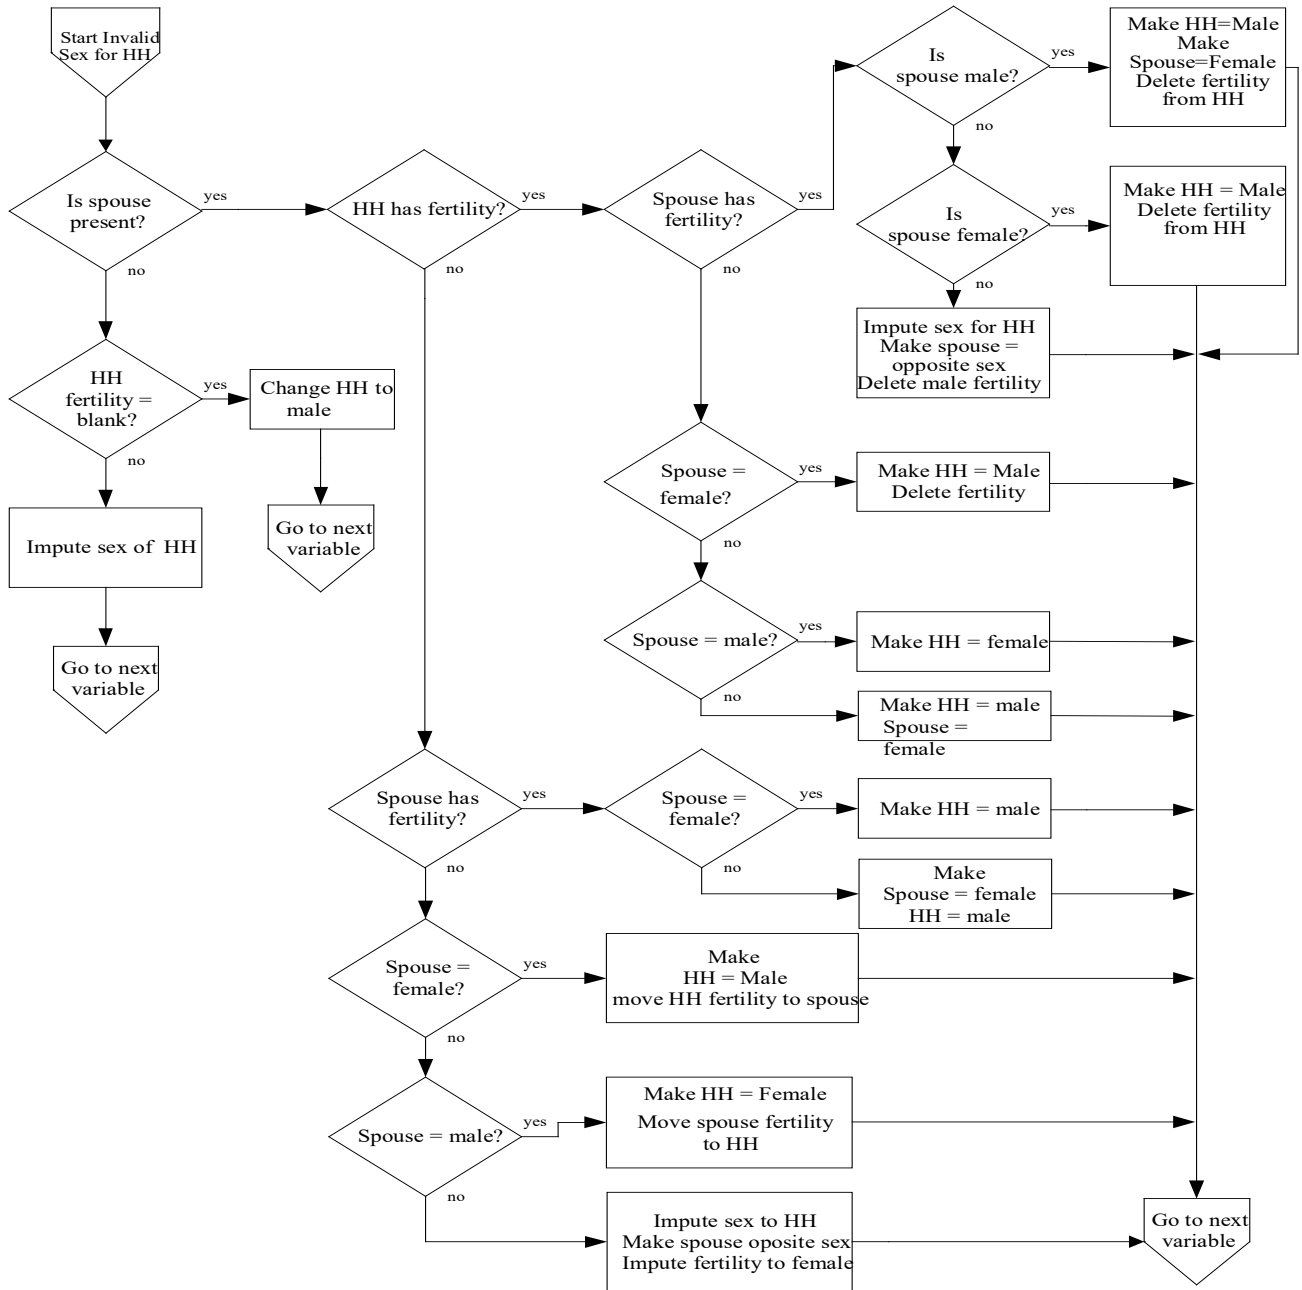 Start Invalid
Sex for HH
Is spouse
present?
yes
no
HH has fertility?
yes
no
Spouse has
fertility?
yes
no
Is
spouse male?
yes
no
Make HH=Male
Make
Spouse=Female
Delete fertility
from HH
Is
spouse female?
yes
no
Make HH = Male
Delete fertility
from HH
Impute sex for HH
Make spouse =
opposite sex
Delete male fertility
HH
fertility =
blank?
yes
no
Change HH to
male
Go to next
variable
Impute sex of HH
Go to next
variable
Spouse =
female?
yes
no
Make HH = Male
Delete fertility
Spouse = male?
yes
no
Make HH = female
Make HH = male
Spouse =
female
Spouse has
fertility?
yes
no
Spouse =
female?
yes
no
Make HH = male
Make
Spouse = female
HH = male
Spouse =
female?
yes
no
Make
HH = Male
move HH fertility to spouse
Spouse = male?
yes
no
Make HH = Female
Move spouse fertility
to HH
Impute sex to HH
Make spouse oposite sex
Impute fertility to female
Go to next
variable